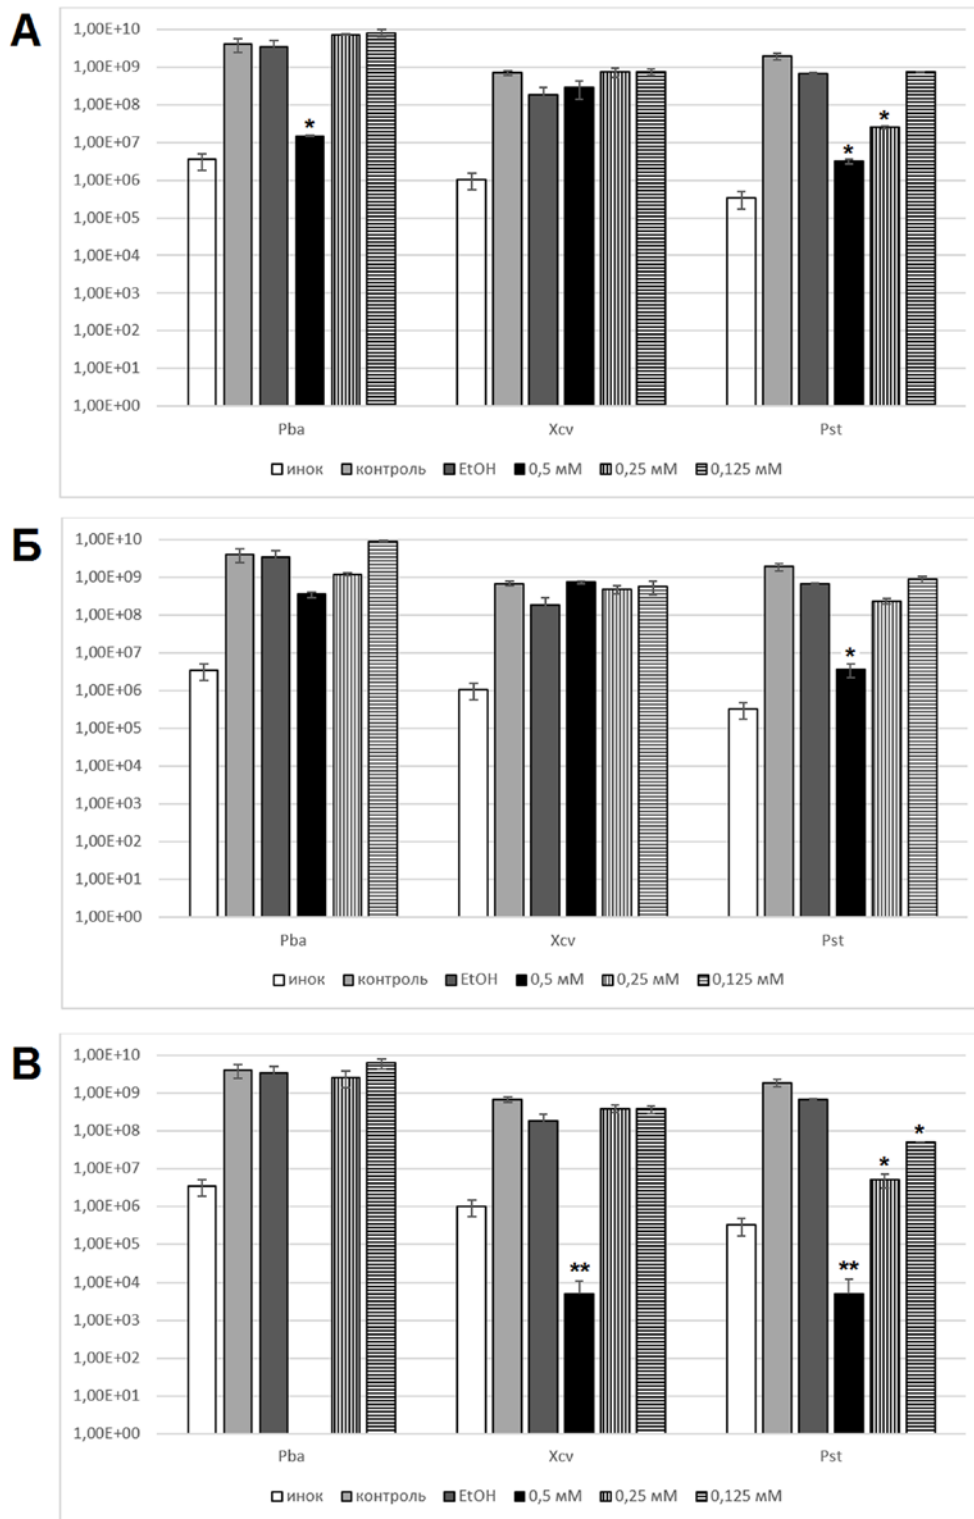 А
1,00E+10
1,00E+09
1,00E+08
1,00E+07
1,00E+06
1,00E+05
1,00E+04
1,00E+03
1,00E+02
1,00E+01
1,00E+00
*
* *
Pba Xcv Pst
инок контроль EtOH 0,5 мМ 0,25 мМ 0,125 мМ
Б
1,00E+10
1,00E+09
1,00E+08
1,00E+07
1,00E+06
1,00E+05
1,00E+04
1,00E+03
1,00E+02
1,00E+01
1,00E+00
*
Pba Xcv Pst
инок контроль EtOH 0,5 мМ 0,25 мМ 0,125 мМ
В
1,00E+10
1,00E+09
1,00E+08
1,00E+07
1,00E+06
1,00E+05
1,00E+04
1,00E+03
1,00E+02
1,00E+01
1,00E+00
**
** * *
Pba Xcv Pst
инок контроль EtOH 0,5 мМ 0,25 мМ 0,125 мМ